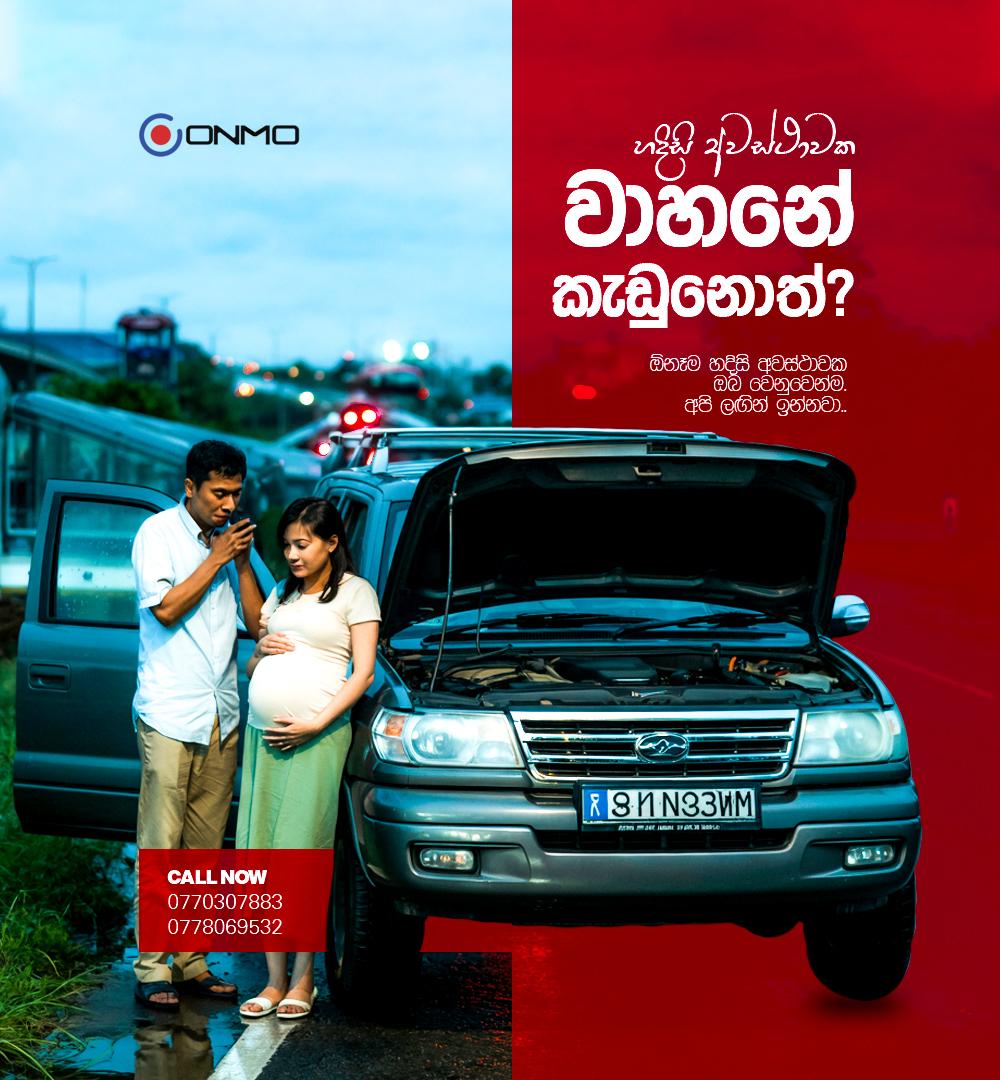 ONMO
හදිසි අවස්ථාවක
වාහනේ
කැඩුනොත්?
ඕනෑම හදිසි අවස්ථාවක
ඔබ වෙනුවෙන්ම.
අපි ලඟින් ඉන්නවා..
CALL NOW
0770307883
0778069532